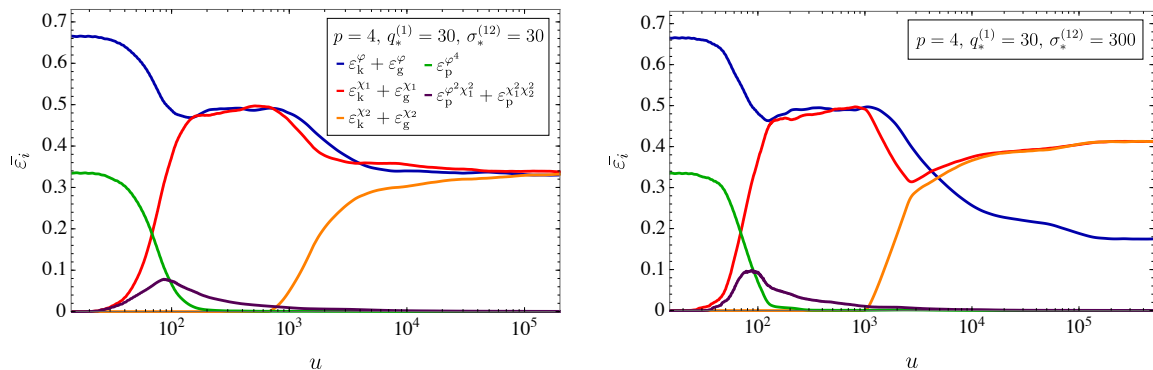 0.7
0.6
0.5
0.4
0.3
0.2
0.1
0
ε̄_i
p = 4, q_*^{(1)} = 30, σ_*^{(12)} = 30
ε_k^φ + ε_g^φ
ε_p^{φ^4}
ε_k^{χ_1} + ε_g^{χ_1}
ε_p^{φ^2χ_1^2} + ε_p^{χ_1^2χ_2^2}
ε_k^{χ_2} + ε_g^{χ_2}
10^2 10^3 10^4 10^5
u
0.7
0.6
0.5
0.4
0.3
0.2
0.1
0
ε̄_i
p = 4, q_*^{(1)} = 30, σ_*^{(12)} = 300
10^2 10^3 10^4 10^5
u